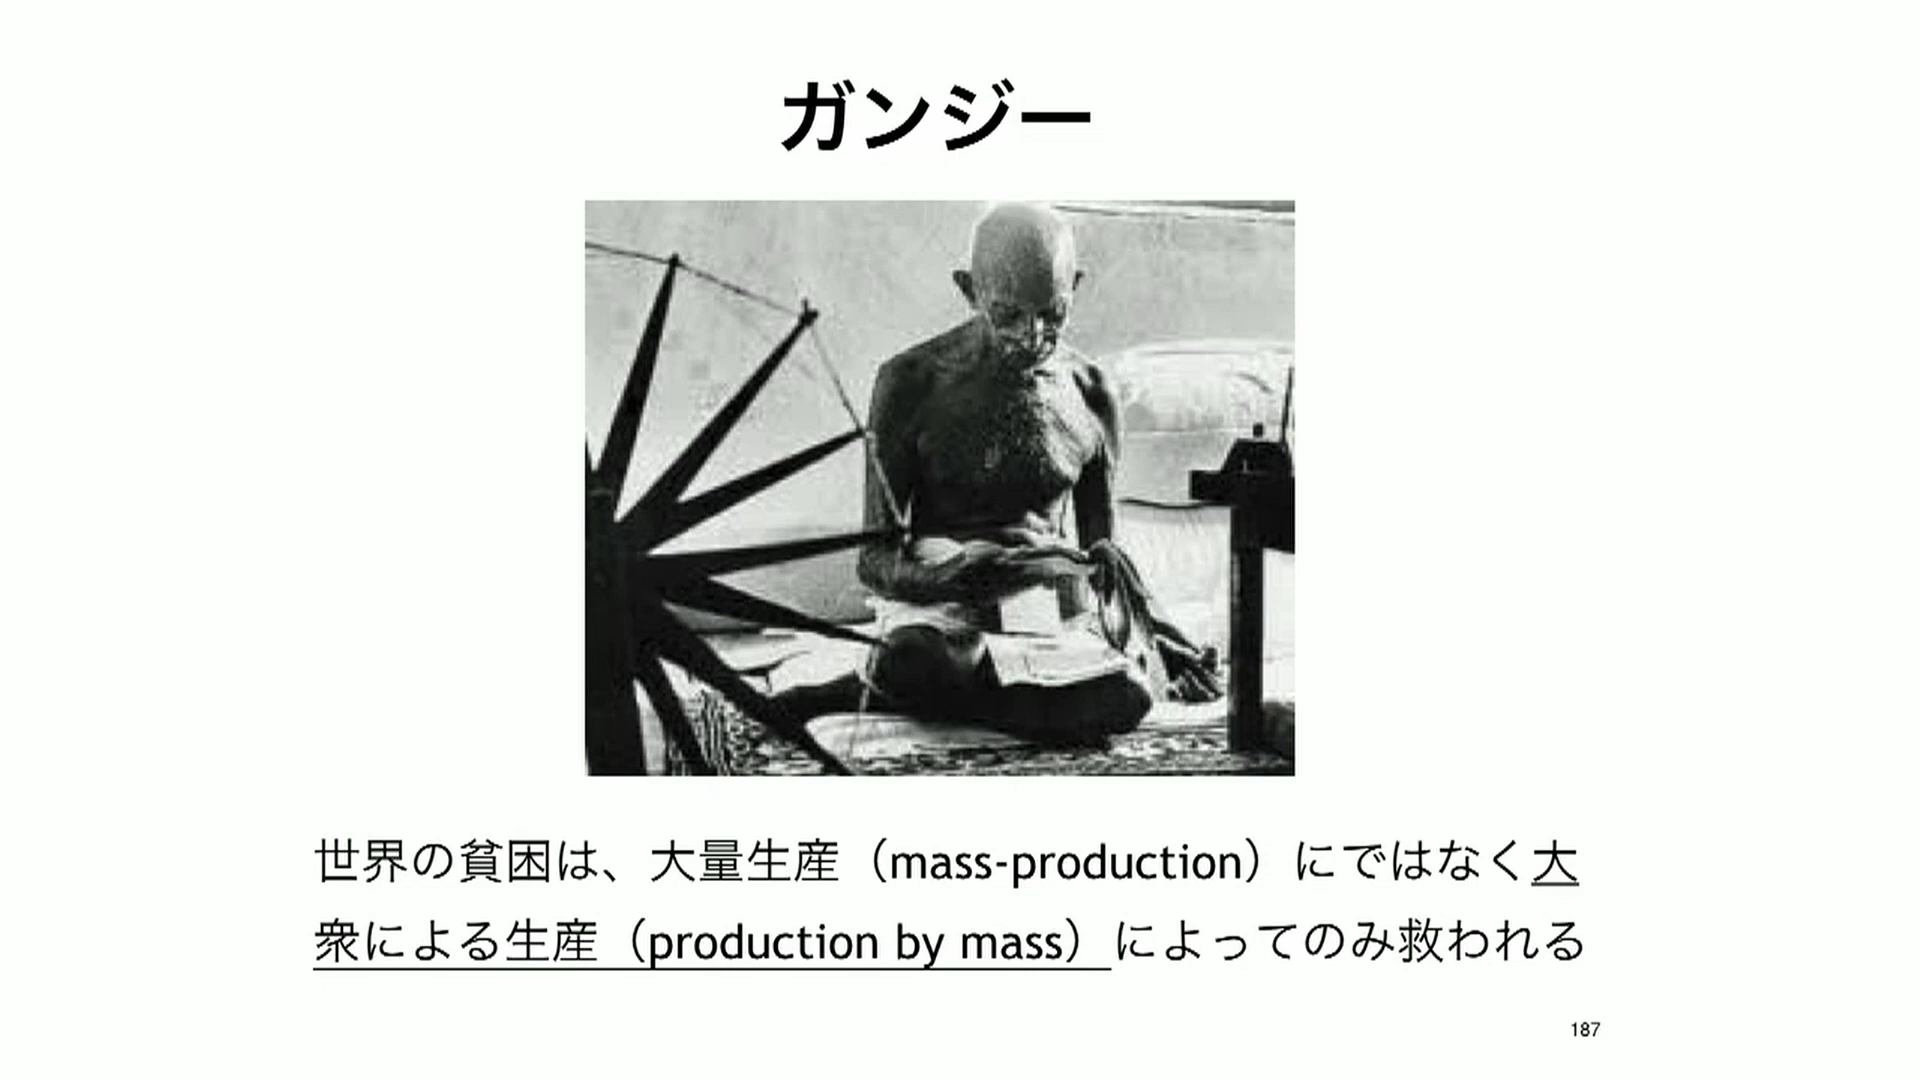 ガンジー
世界の貧困は、大量生産（mass-production）にではなく大
衆による生産（production by mass）によってのみ救われる
187